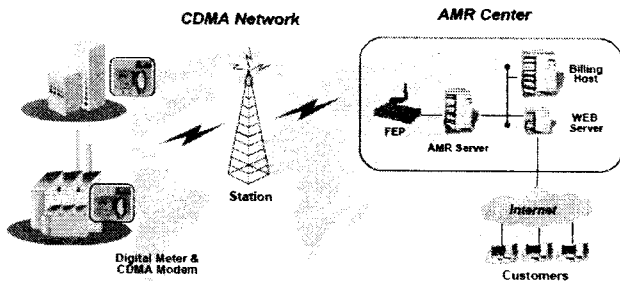 CDMA Network
AMR Center
Billing
Host
WEB
Server
FEP
AMR Server
Station
Internet
Digital Meter &
CDMA Modem
Customers